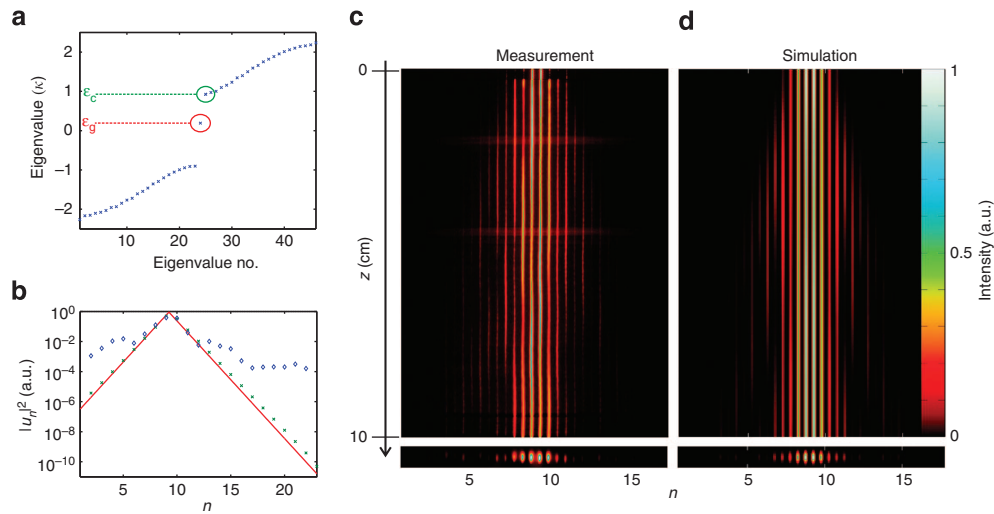 a
Eigenvalue (κ)
2
1
0
−1
−2
ε_c
ε_g
10 20 30 40
Eigenvalue no.
b
|u_n|² (a.u.)
10⁰
10⁻²
10⁻⁴
10⁻⁶
10⁻⁸
10⁻¹⁰
5 10 15 20
n
c
Measurement
0
z (cm)
10
5 10 15
n
d
Simulation
5 10 15
1
0.5
0
Intensity (a.u.)